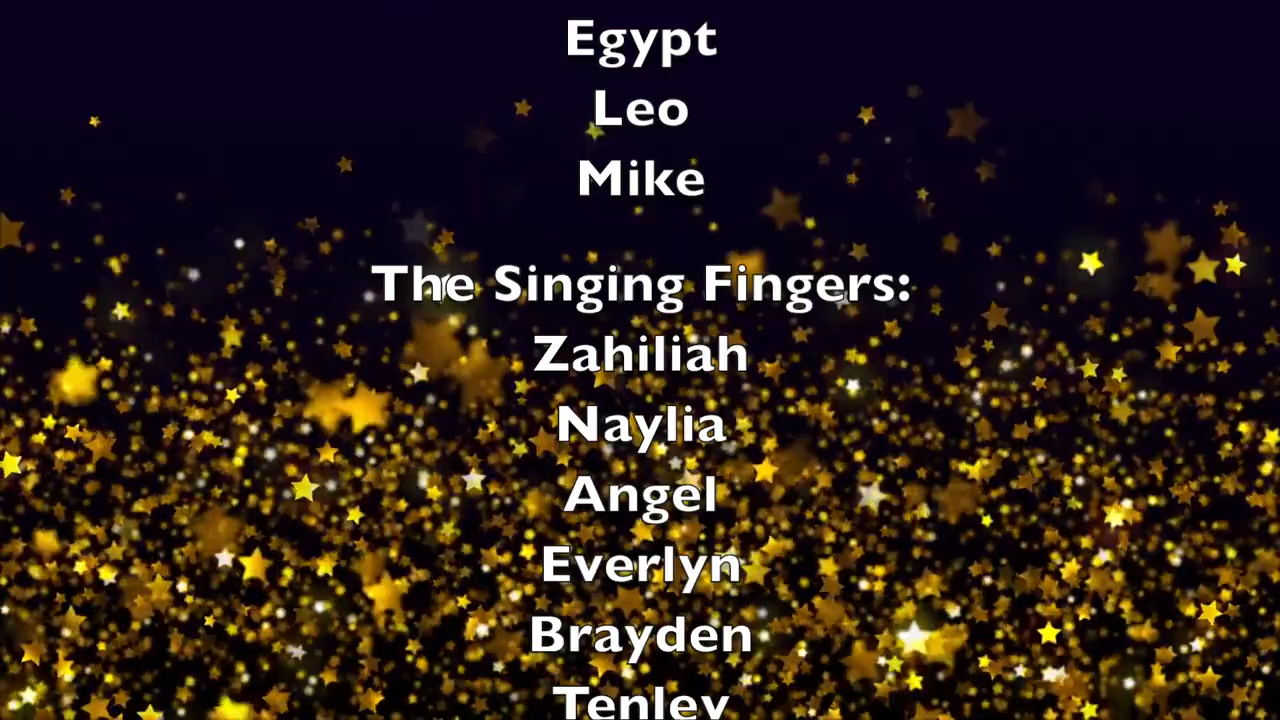 Egypt
Leo
Mike
The Singing Fingers:
Zahiliah
Naylia
Angel
Everlyn
Brayden
Tenley